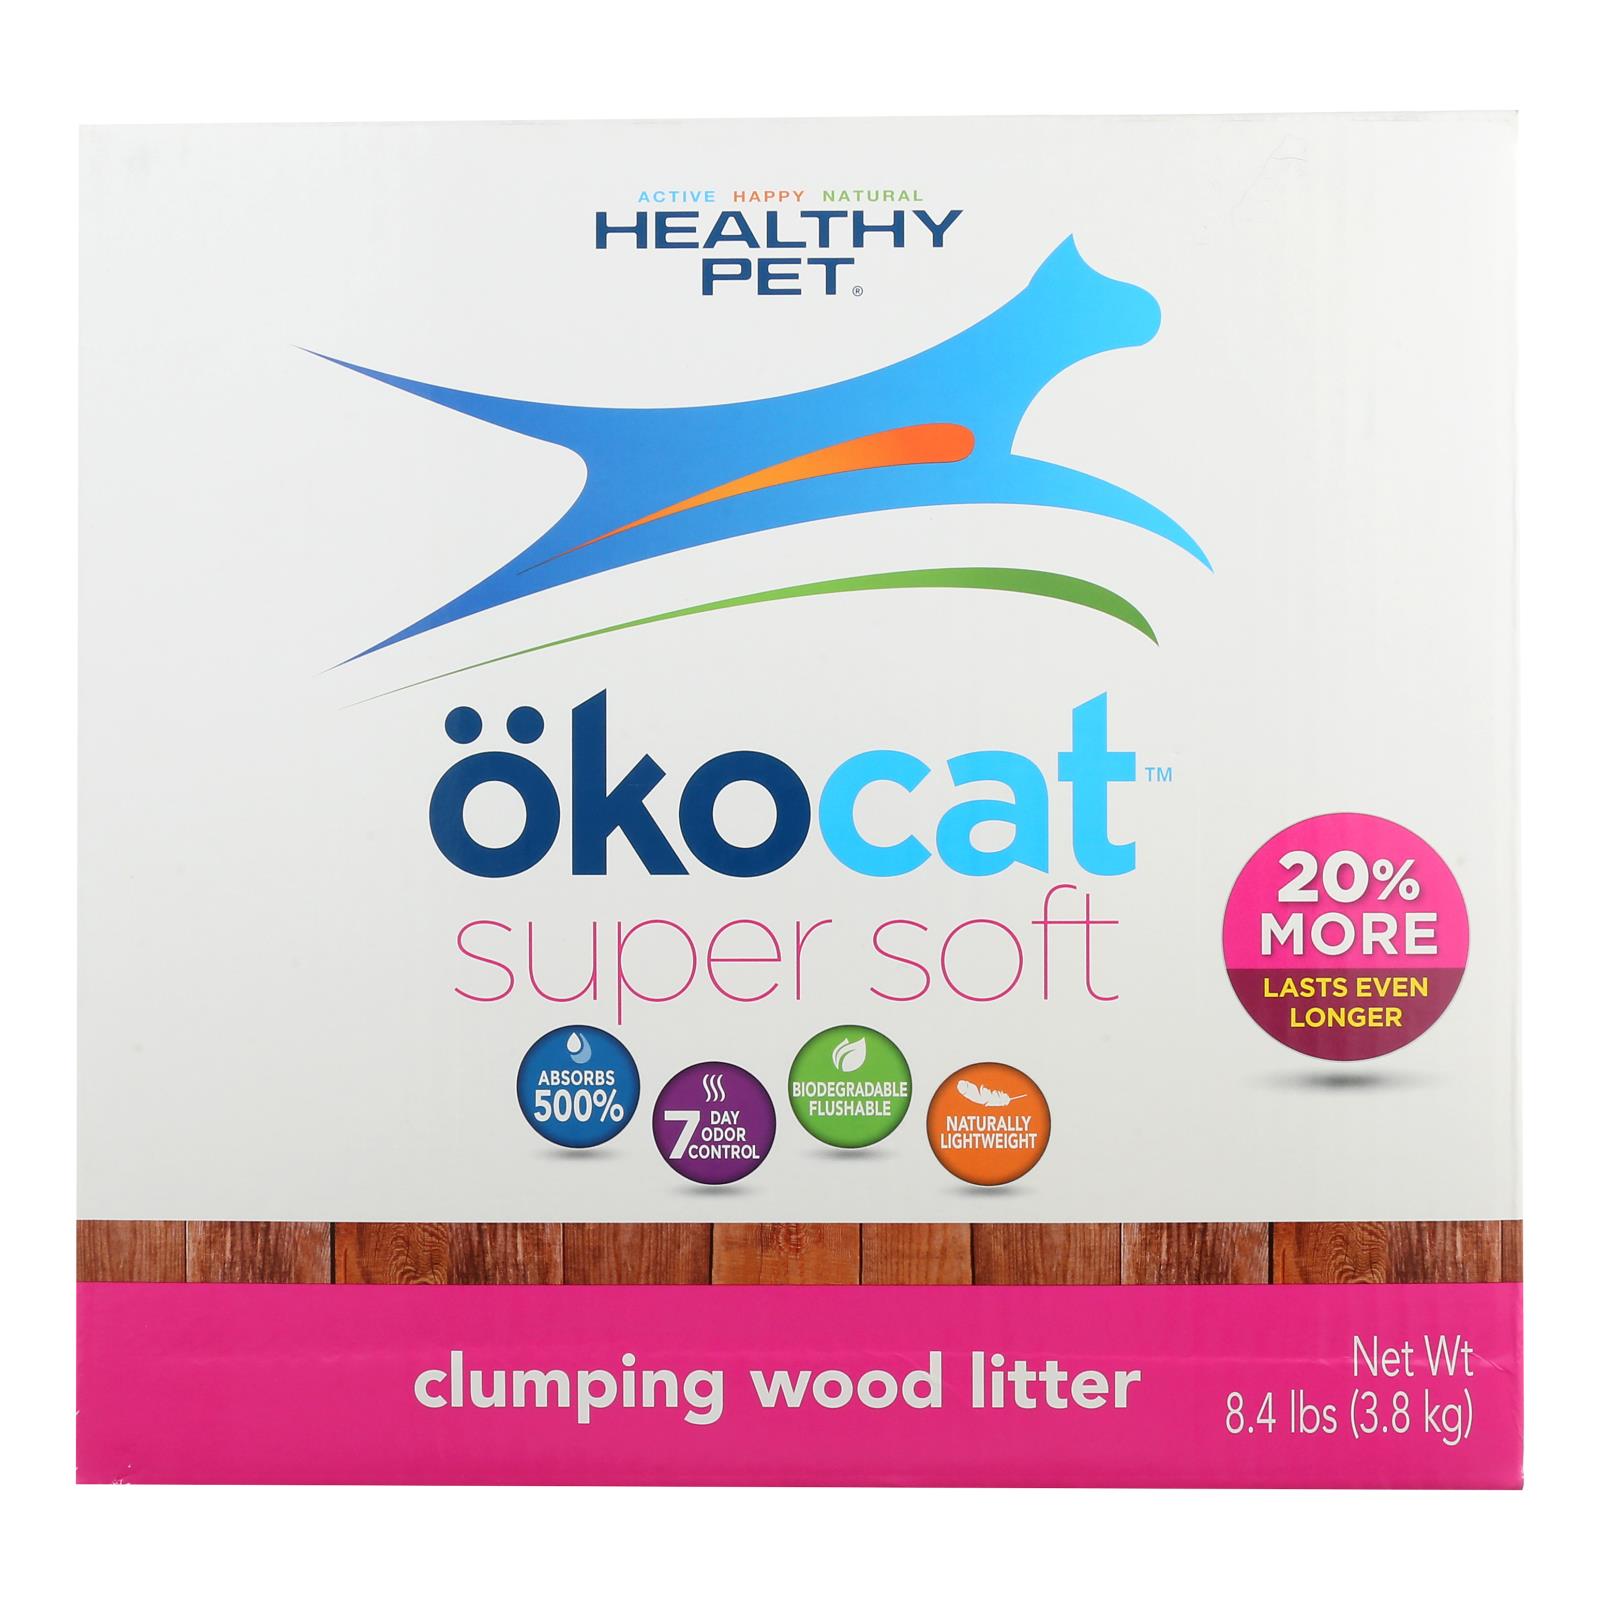 ACTIVE HAPPY NATURAL
HEALTHY
PET®
ökocat™
super soft
20%
MORE
LASTS EVEN
LONGER
ABSORBS
500%
7 DAY
ODOR
CONTROL
BIODEGRADABLE
FLUSHABLE
NATURALLY
LIGHTWEIGHT
clumping wood litter
Net Wt
8.4 lbs (3.8 kg)